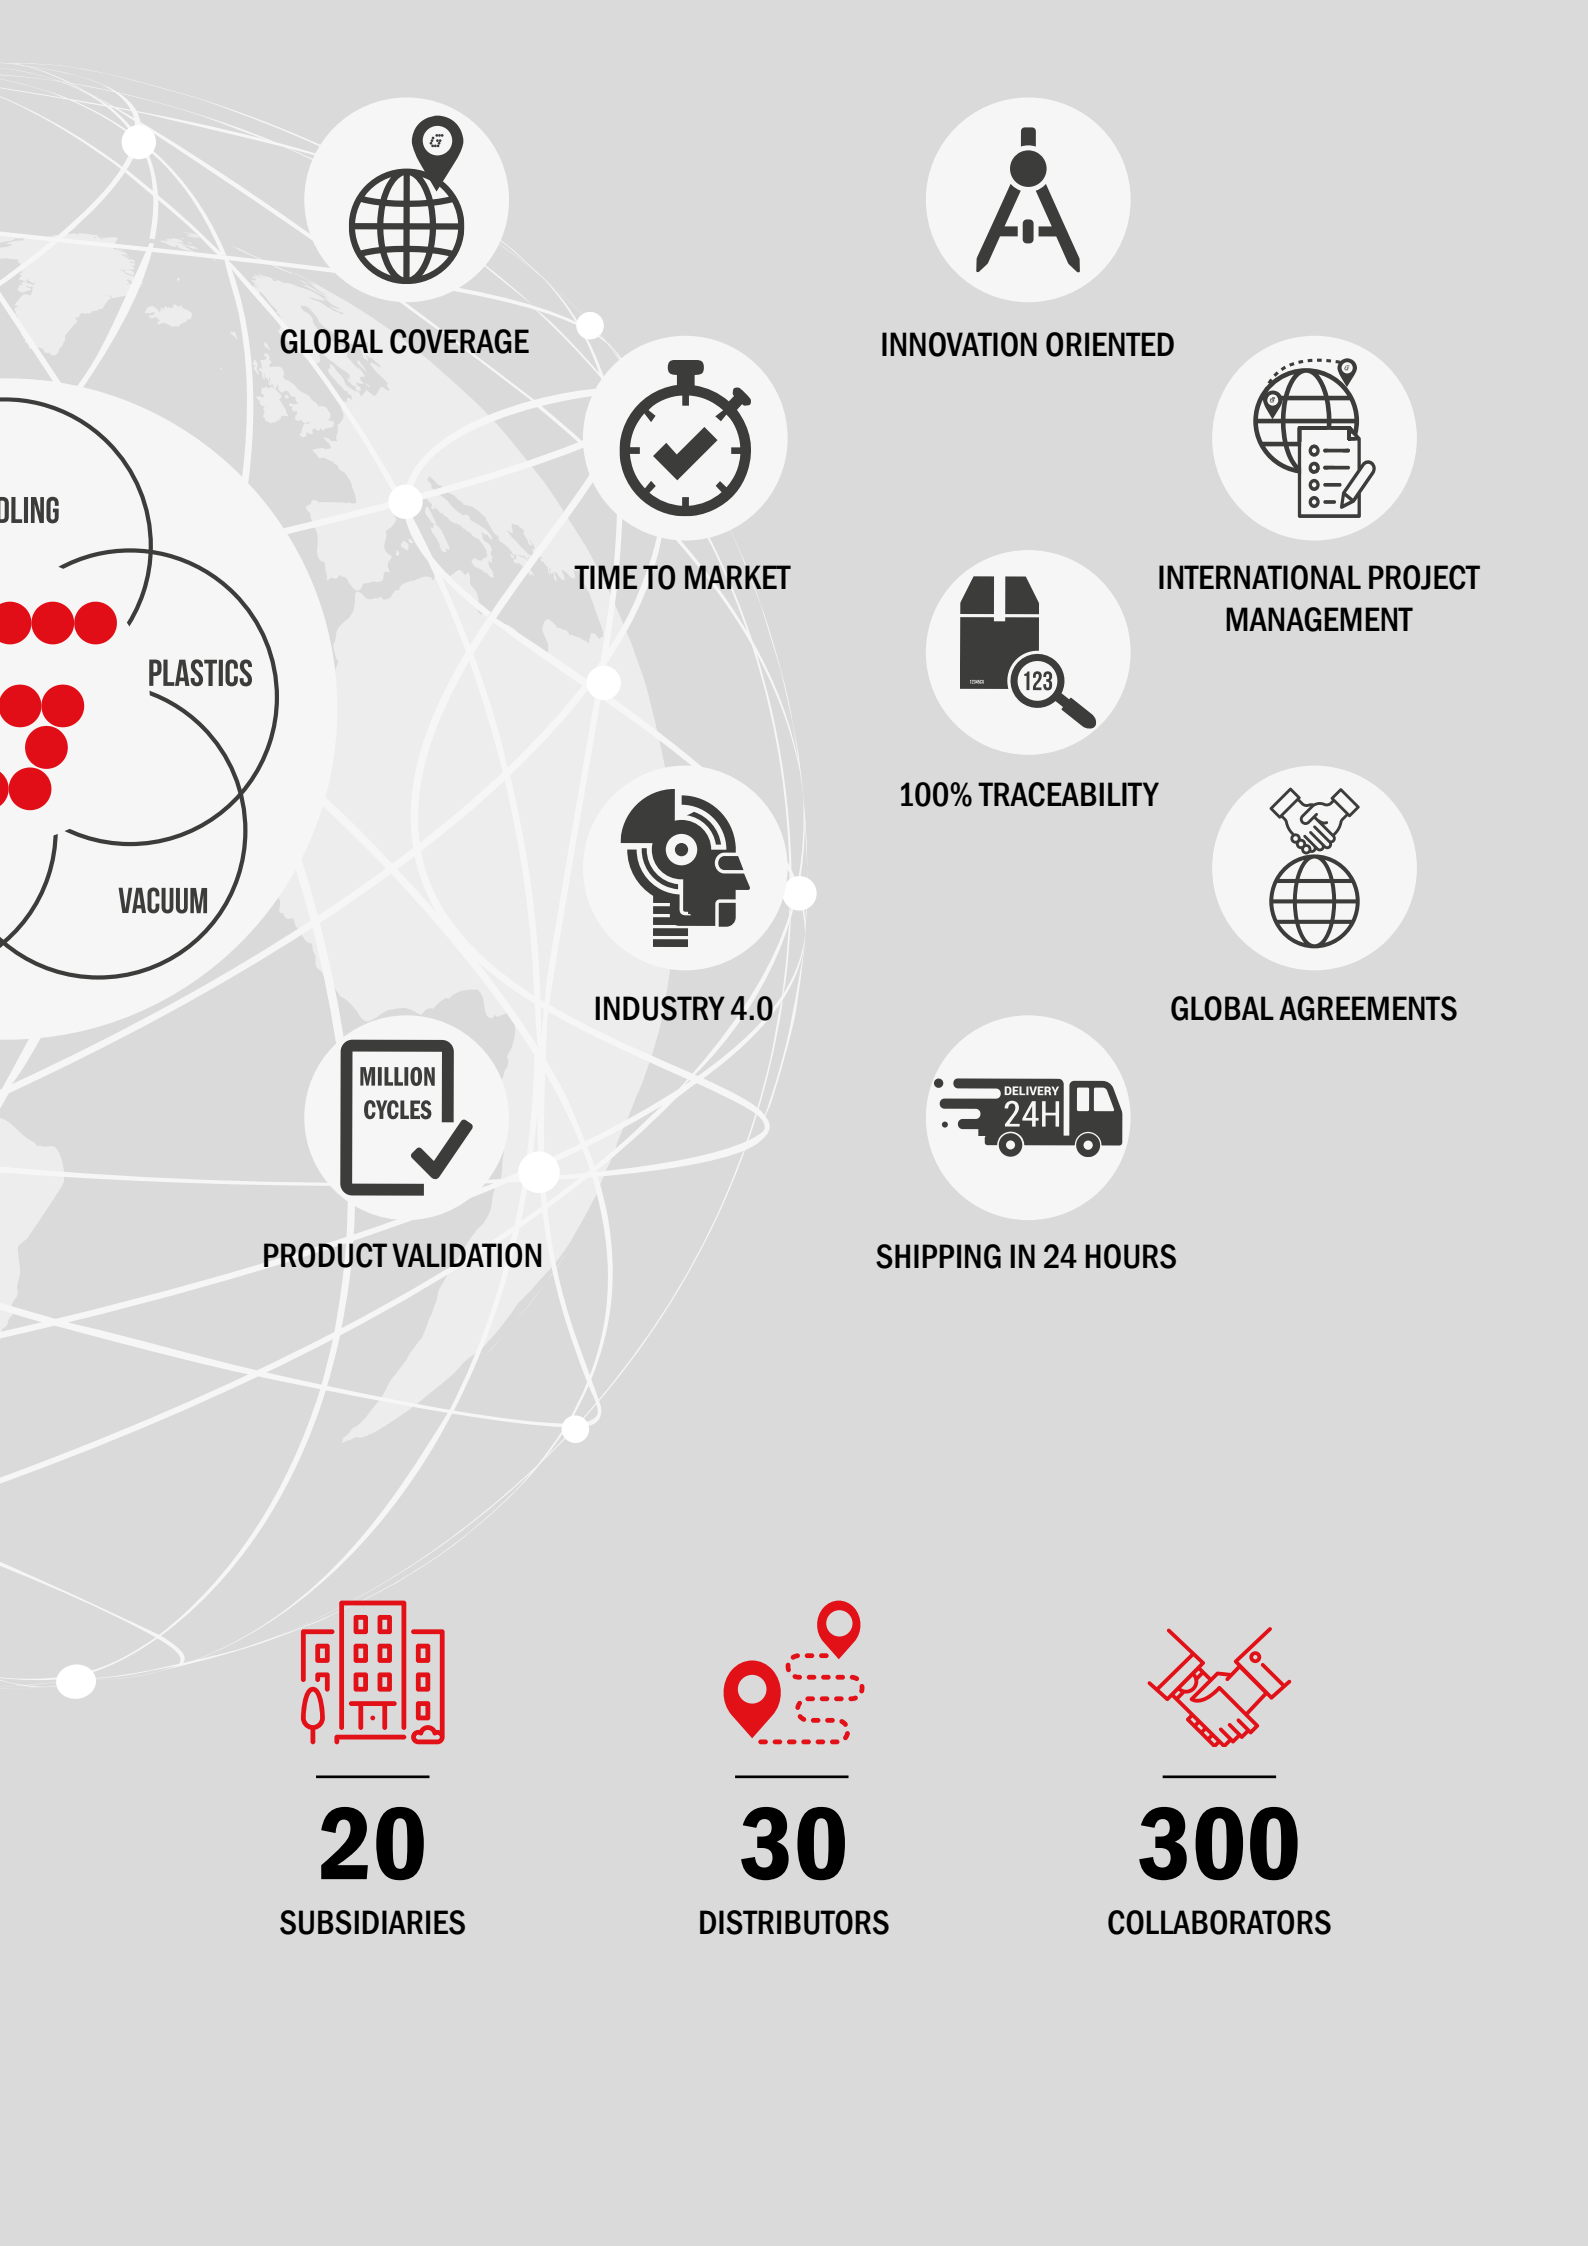 GLOBAL COVERAGE
INNOVATION ORIENTED
DLING
TIME TO MARKET
INTERNATIONAL PROJECT
MANAGEMENT
PLASTICS
123
100% TRACEABILITY
VACUUM
INDUSTRY 4.0
GLOBAL AGREEMENTS
MILLION
CYCLES
DELIVERY
24H
PRODUCT VALIDATION
SHIPPING IN 24 HOURS
20
SUBSIDIARIES
30
DISTRIBUTORS
300
COLLABORATORS